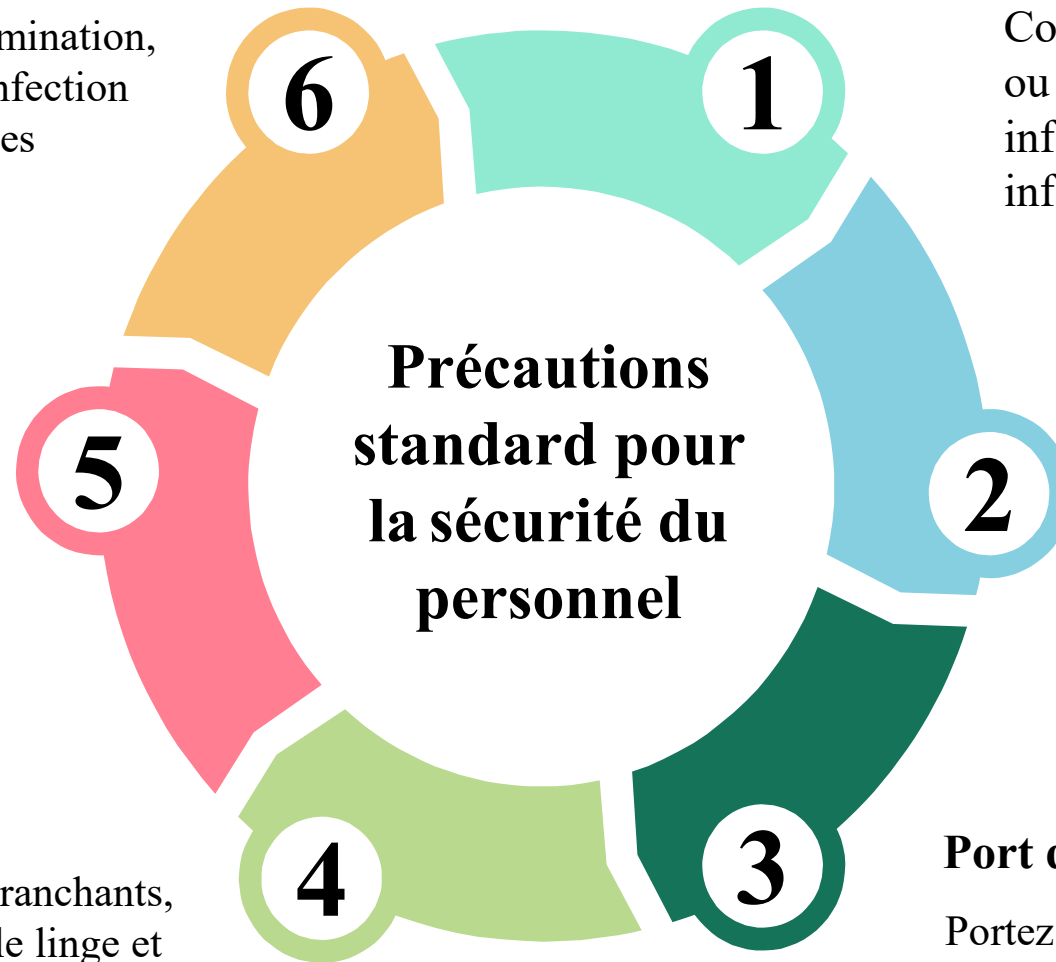 mination,
nfection
es
6
1
Co
ou
inf
inf
Précautions
standard pour
la sécurité du
personnel
5
2
4
3
ranchants,
le linge et
Port d
Portez